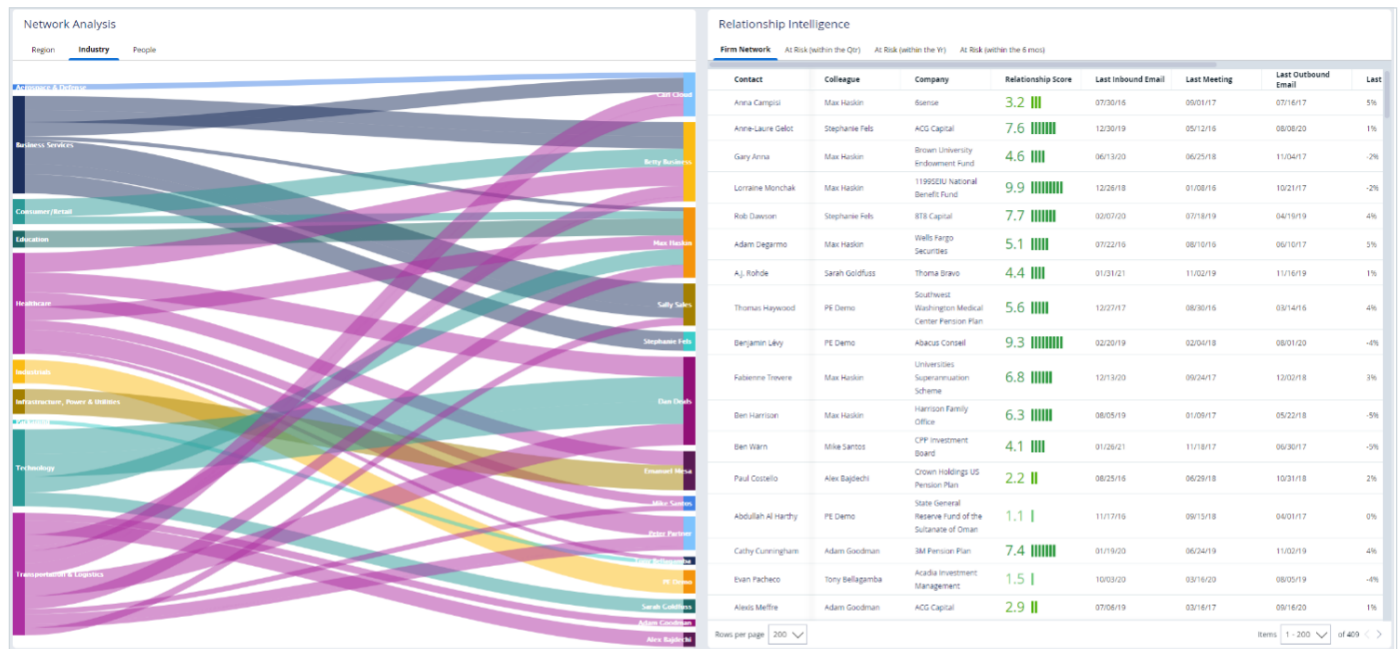 Network Analysis
Region Industry People
Aerospace & Defense
Business Services
Consumer/Retail
Education
Healthcare
Industrials
Infrastructure, Power & Utilities
Packaging
Technology
Transportation & Logistics
Carl Cloud
Betty Business
Max Haskin
Sally Sales
Stephanie Fels
Dan Deals
Emanuel Mesa
Mike Santos
Peter Partner
Tony Bellagamba
PE Demo
Sarah Goldfuss
Adam Goodman
Alex Bajdechi
Relationship Intelligence
Firm Network At Risk (within the Qtr) At Risk (within the Yr) At Risk (within the 6 mos)
Contact Colleague Company Relationship Score Last Inbound Email Last Meeting Last Outbound Email Last
Anna Campisi Max Haskin 6sense 3.2 07/30/16 09/01/17 07/16/17 5%
Anne-Laure Gelot Stephanie Fels ACG Capital 7.6 12/30/19 05/12/16 08/08/20 1%
Gary Anna Max Haskin Brown University Endowment Fund 4.6 06/13/20 06/25/18 11/04/17 -2%
Lorraine Monchak Max Haskin 1199SEIU National Benefit Fund 9.9 12/26/18 01/08/16 10/21/17 -2%
Rob Dawson Stephanie Fels BTB Capital 7.7 02/07/20 07/18/19 04/19/19 4%
Adam Degarmo Max Haskin Wells Fargo Securities 5.1 07/22/16 08/10/16 06/10/17 5%
A.J. Rohde Sarah Goldfuss Thoma Bravo 4.4 01/31/21 11/02/19 11/16/19 1%
Thomas Haywood PE Demo Southwest Washington Medical Center Pension Plan 5.6 12/27/17 08/30/16 03/14/16 4%
Benjamin Lévy PE Demo Abacus Conseil 9.3 02/20/19 02/04/18 08/01/20 -4%
Fabienne Trevere Max Haskin Universities Superannuation Scheme 6.8 12/13/20 09/24/17 12/02/18 3%
Ben Harrison Max Haskin Harrison Family Office 6.3 08/05/19 01/09/17 05/22/18 -5%
Ben Warn Mike Santos CPP Investment Board 4.1 01/26/21 11/18/17 06/30/17 -5%
Paul Costello Alex Bajdechi Crown Holdings US Pension Plan 2.2 08/25/16 06/29/18 10/31/18 2%
Abdullah Al Harthy PE Demo State General Reserve Fund of the Sultanate of Oman 1.1 11/17/16 09/15/18 04/01/17 0%
Cathy Cunningham Adam Goodman 3M Pension Plan 7.4 01/19/20 06/24/19 11/02/19 4%
Evan Pacheco Tony Bellagamba Acadia Investment Management 1.5 10/03/20 03/16/20 08/05/19 -4%
Alexis Meffre Adam Goodman ACG Capital 2.9 07/06/19 03/16/17 09/16/20 1%
Rows per page 200 Items 1 - 200 of 409